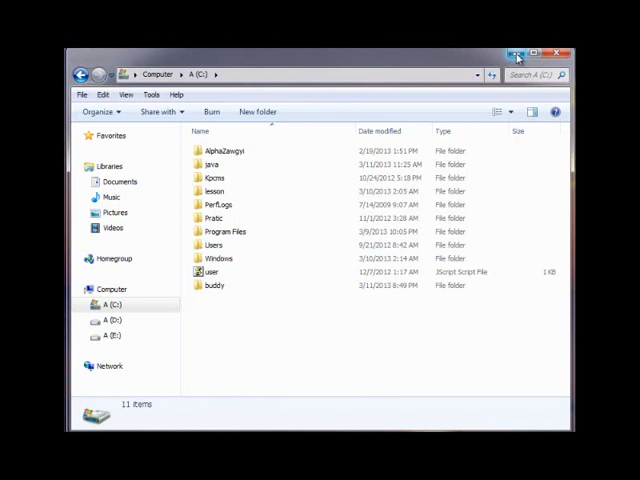 Computer A (C:)
Search A (C:)
File Edit View Tools Help
Organize Share with Burn New folder
Name Date modified Type Size
Favorites
Libraries
Documents
Music
Pictures
Videos
Homegroup
Computer
A (C:)
A (D:)
A (E:)
Network
AlphaZawgyi 2/19/2013 1:51 PM File folder
java 3/11/2013 11:25 AM File folder
Kpcms 10/24/2012 5:18 PM File folder
lesson 3/10/2013 2:05 AM File folder
PerfLogs 7/14/2009 9:07 AM File folder
Pratic 11/1/2012 3:28 AM File folder
Program Files 3/9/2013 10:05 PM File folder
Users 9/21/2012 8:42 AM File folder
Windows 3/10/2013 2:14 AM File folder
user 12/7/2012 1:17 AM JScript Script File 1 KB
buddy 3/11/2013 8:49 PM File folder
11 items